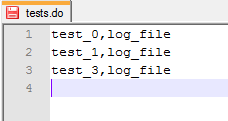 tests.do
1 test_0,log_file
2 test_1,log_file
3 test_3,log_file
4